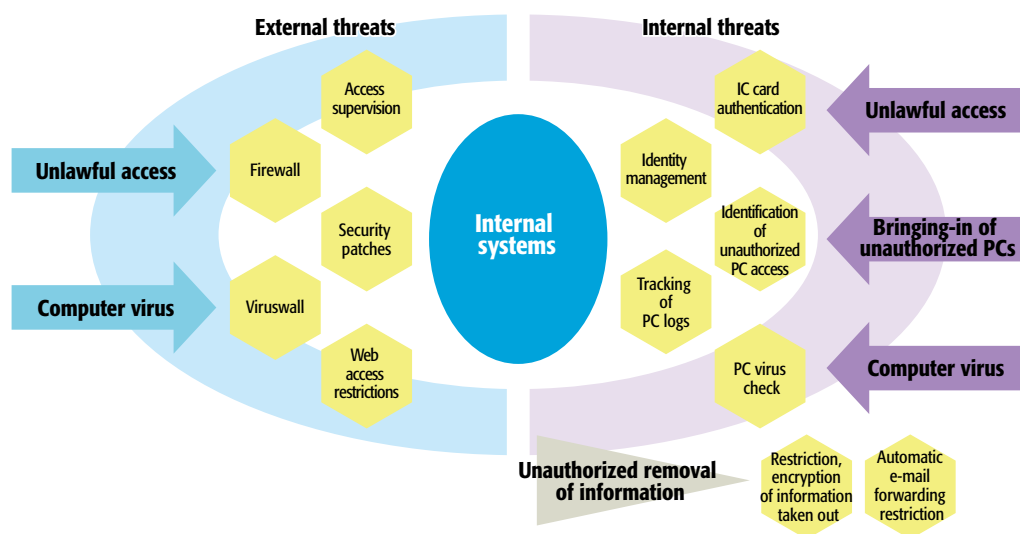 External threats
Internal threats
Access
supervision
IC card
authentication
Unlawful access
Unlawful access
Firewall
Identity
management
Security
patches
Internal
systems
Identification
of
unauthorized
PC access
Bringing-in of
unauthorized PCs
Computer virus
Viruswall
Tracking
of
PC logs
Web
access
restrictions
PC virus
check
Computer virus
Unauthorized removal
of information
Restriction,
encryption
of information
taken out
Automatic
e-mail
forwarding
restriction